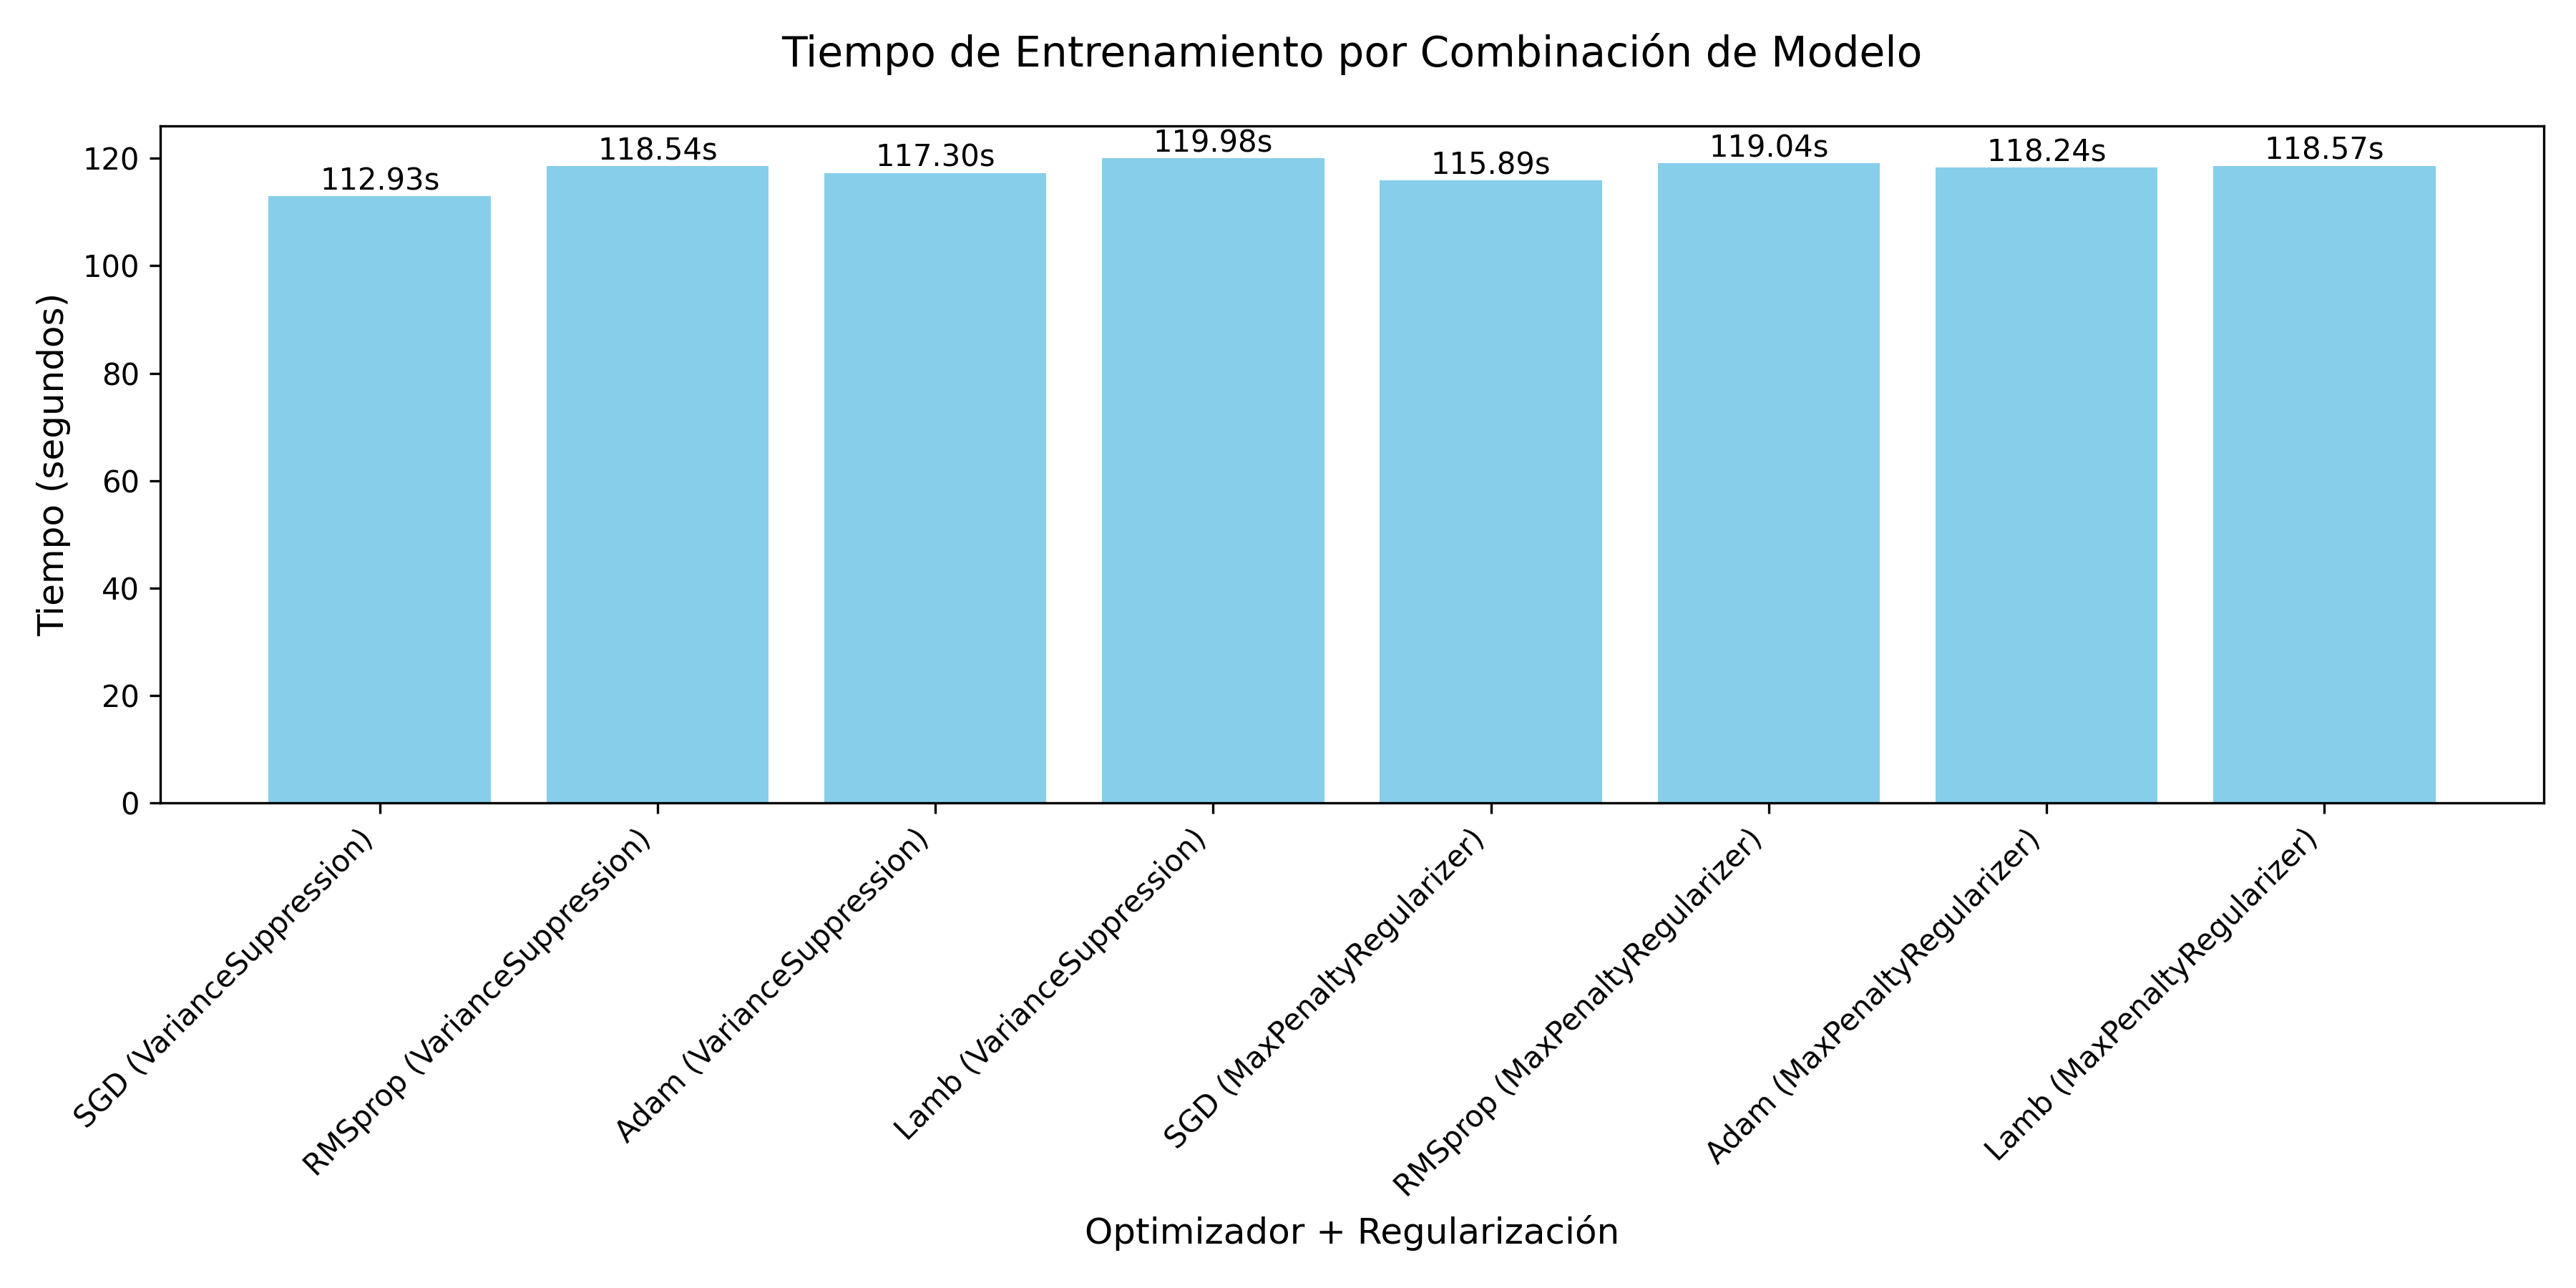 Tiempo de Entrenamiento por Combinación de Modelo
Tiempo (segundos)
120
100
80
60
40
20
0
112.93s
118.54s
117.30s
119.98s
115.89s
119.04s
118.24s
118.57s
SGD (VarianceSuppression)
RMSprop (VarianceSuppression)
Adam (VarianceSuppression)
Lamb (VarianceSuppression)
SGD (MaxPenaltyRegularizer)
RMSprop (MaxPenaltyRegularizer)
Adam (MaxPenaltyRegularizer)
Lamb (MaxPenaltyRegularizer)
Optimizador + Regularización